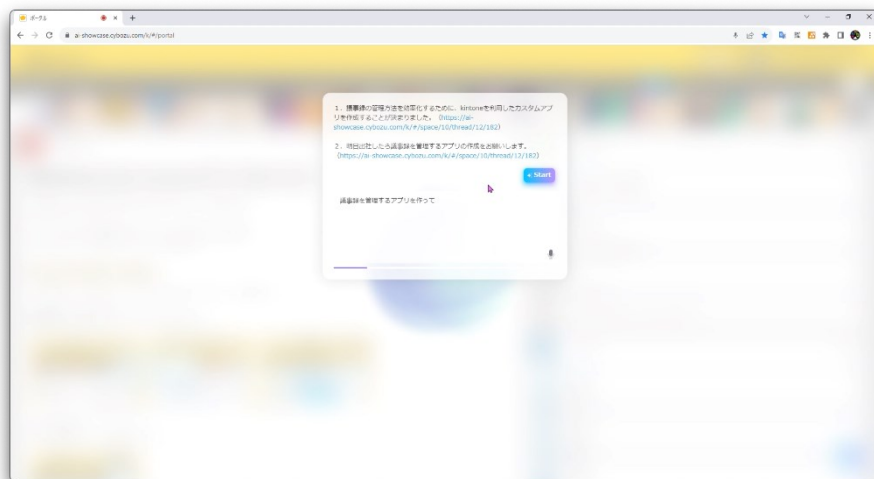 ポータル
ai-showcase.cybozu.com/k/#/portal
1. 議事録の管理方法を効率化するために、kintoneを利用したカスタムアプ
リを作成することが決まりました。(https://ai-
showcase.cybozu.com/k/#/space/10/thread/12/182)
2. 明日出社したら議事録を管理するアプリの作成をお願いします。
(https://ai-showcase.cybozu.com/k/#/space/10/thread/12/182)
Start
議事録を管理するアプリを作って